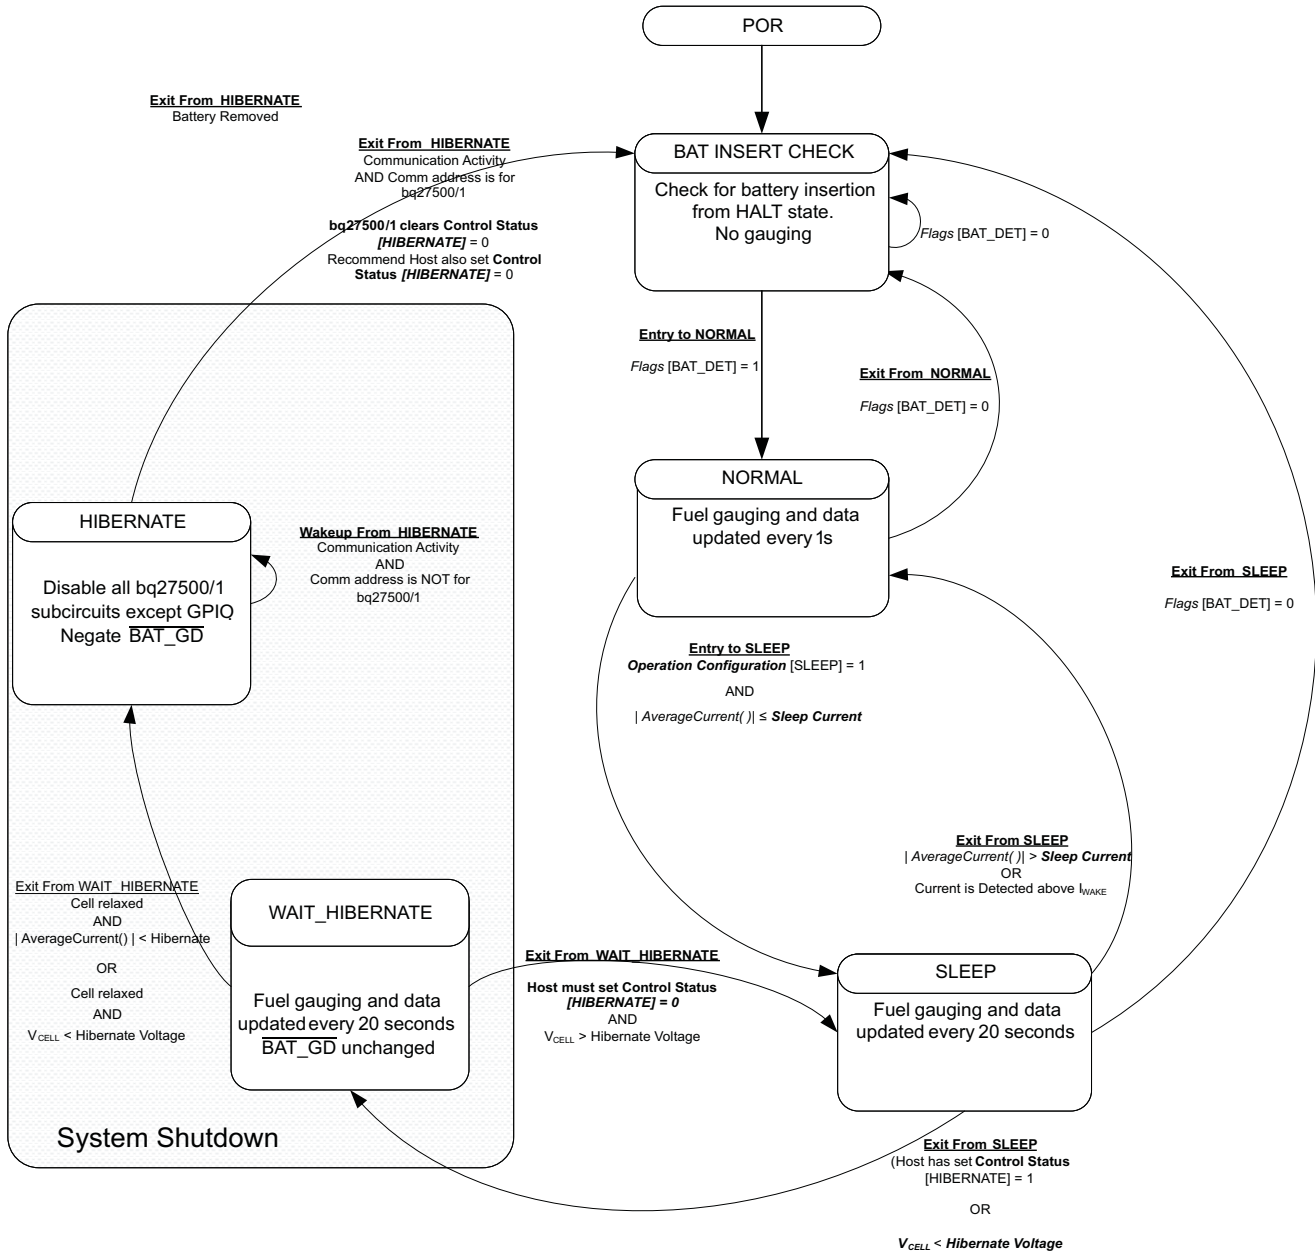 POR
Exit From HIBERNATE
Battery Removed
Exit From HIBERNATE
Communication Activity
AND Comm address is for
bq27500/1
bq27500/1 clears Control Status
[HIBERNATE] = 0
Recommend Host also set Control
Status [HIBERNATE] = 0
BAT INSERT CHECK
Check for battery insertion
from HALT state.
No gauging
Flags [BAT_DET] = 0
Entry to NORMAL
Flags [BAT_DET] = 1
Exit From NORMAL
Flags [BAT_DET] = 0
NORMAL
Fuel gauging and data
updated every 1s
HIBERNATE
Disable all bq27500/1
subcircuits except GPIO.
Negate BAT_GD
Wakeup From HIBERNATE
Communication Activity
AND
Comm address is NOT for
bq27500/1
Exit From SLEEP
Flags [BAT_DET] = 0
Entry to SLEEP
Operation Configuration [SLEEP] = 1
AND
| AverageCurrent( )| ≤ Sleep Current
Exit From SLEEP
| AverageCurrent( )| > Sleep Current
OR
Current is Detected above IWAKE
Exit From WAIT_HIBERNATE
Cell relaxed
AND
| AverageCurrent() | < Hibernate
OR
Cell relaxed
AND
VCELL < Hibernate Voltage
WAIT_HIBERNATE
Fuel gauging and data
updated every 20 seconds
BAT_GD unchanged
Exit From WAIT_HIBERNATE
Host must set Control Status
[HIBERNATE] = 0
AND
VCELL > Hibernate Voltage
SLEEP
Fuel gauging and data
updated every 20 seconds
System Shutdown
Exit From SLEEP
(Host has set Control Status
[HIBERNATE] = 1
OR
VCELL < Hibernate Voltage